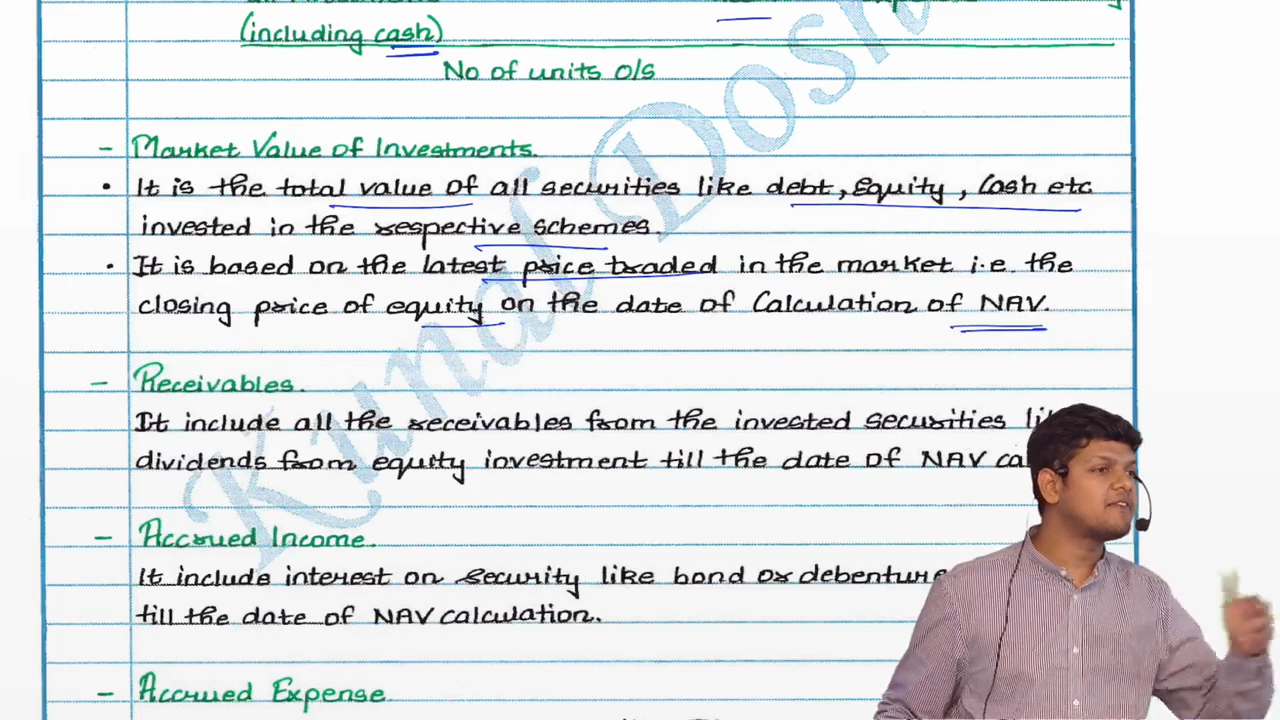 (including cash)
No of units o/s
- Market Value of Investments.
• It is the total value of all securities like debt, Equity, Cash etc
invested in the respective schemes.
• It is based on the latest price traded in the market i.e. the
closing price of equity on the date of Calculation of NAV.
- Receivables.
It include all the receivables from the invested securities
dividends from equity investment till the date of NAV
- Accrued Income.
It include interest on security like bond or debenture
till the date of NAV calculation.
- Accrued Expense.
Kunal Dosh